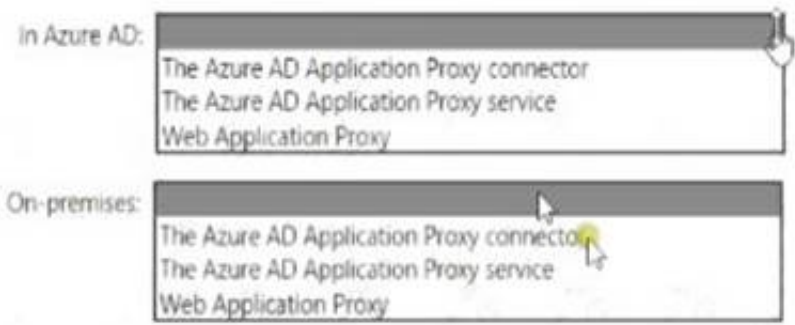 In Azure AD:
The Azure AD Application Proxy connector
The Azure AD Application Proxy service
Web Application Proxy
On-premises:
The Azure AD Application Proxy connector
The Azure AD Application Proxy service
Web Application Proxy